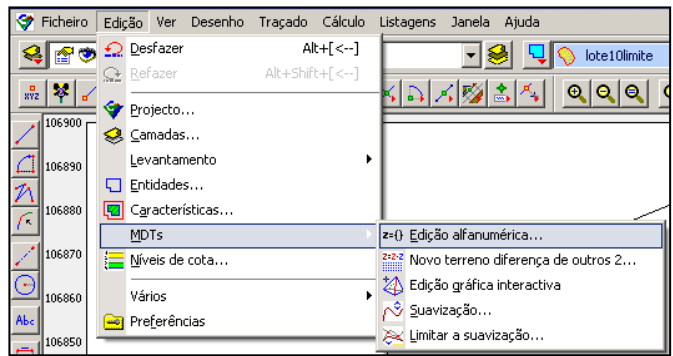 Ficheiro Edição Ver Desenho Traçado Cálculo Listagens Janela Ajuda
lote10limite
XYZ
Desfazer Alt+[<--]
Refazer Alt+Shift+[<--]
Projecto...
Camadas...
Levantamento
Entidades...
Características...
MDTs
Níveis de cota...
Vários
Preferências
z={} Edição alfanumérica...
z=z-z Novo terreno diferença de outros 2...
Edição gráfica interactiva
Suavização...
Limitar a suavização...
106900
106890
106880
106870
106860
106850
Abc